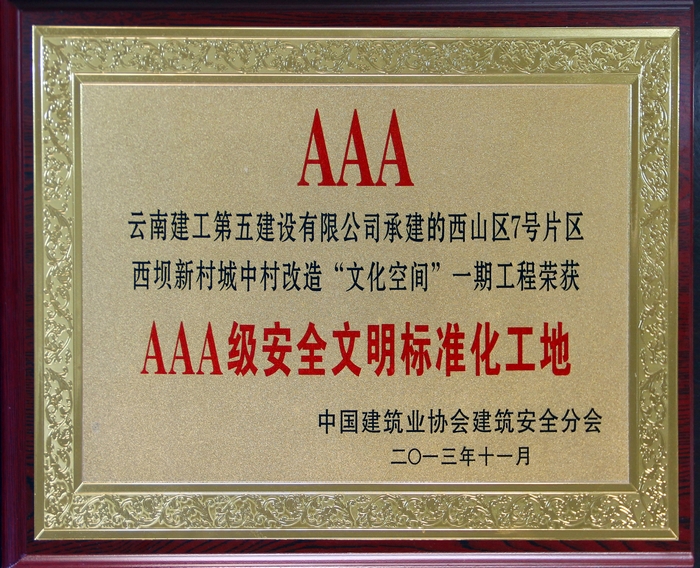 AAA
云南建工第五建设有限公司承建的西山区7号片区
西坝新村城中村改造“文化空间”一期工程荣获
AAA级安全文明标准化工地
中国建筑业协会建筑安全分会
二〇一三年十一月